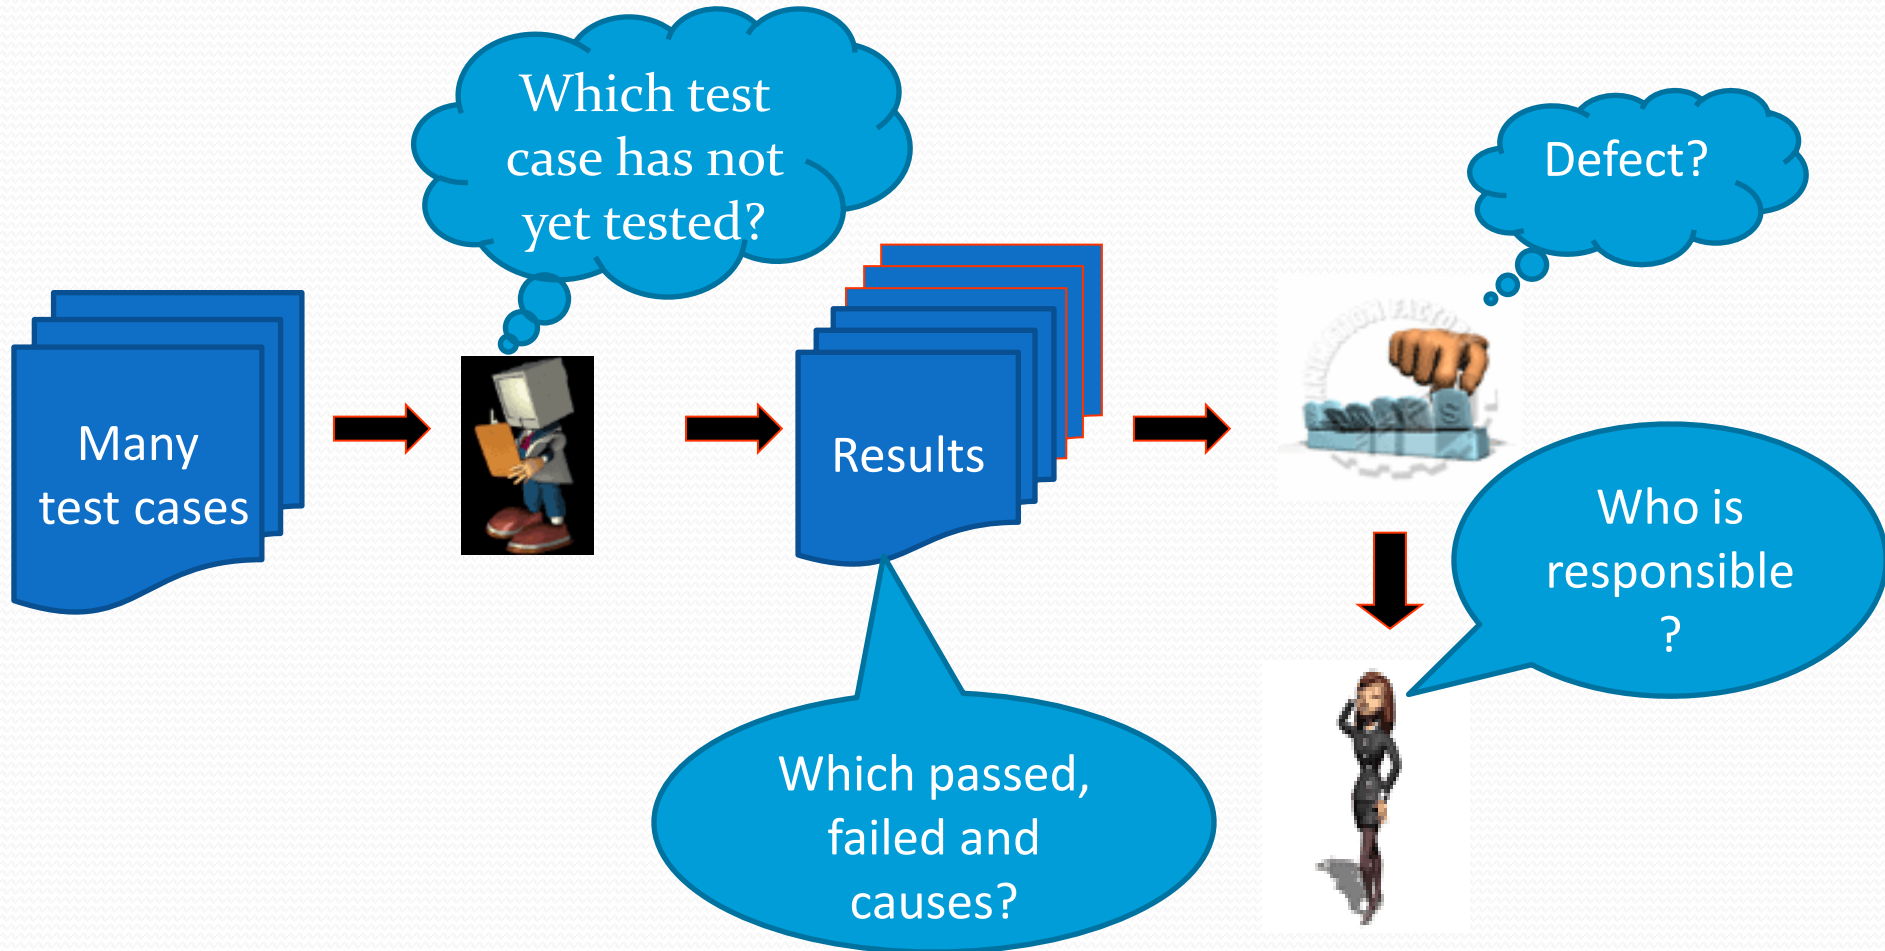 Which test
case has not
yet tested?
Defect?
Many
test cases
Results
Who is
responsible
?
Which passed,
failed and
causes?